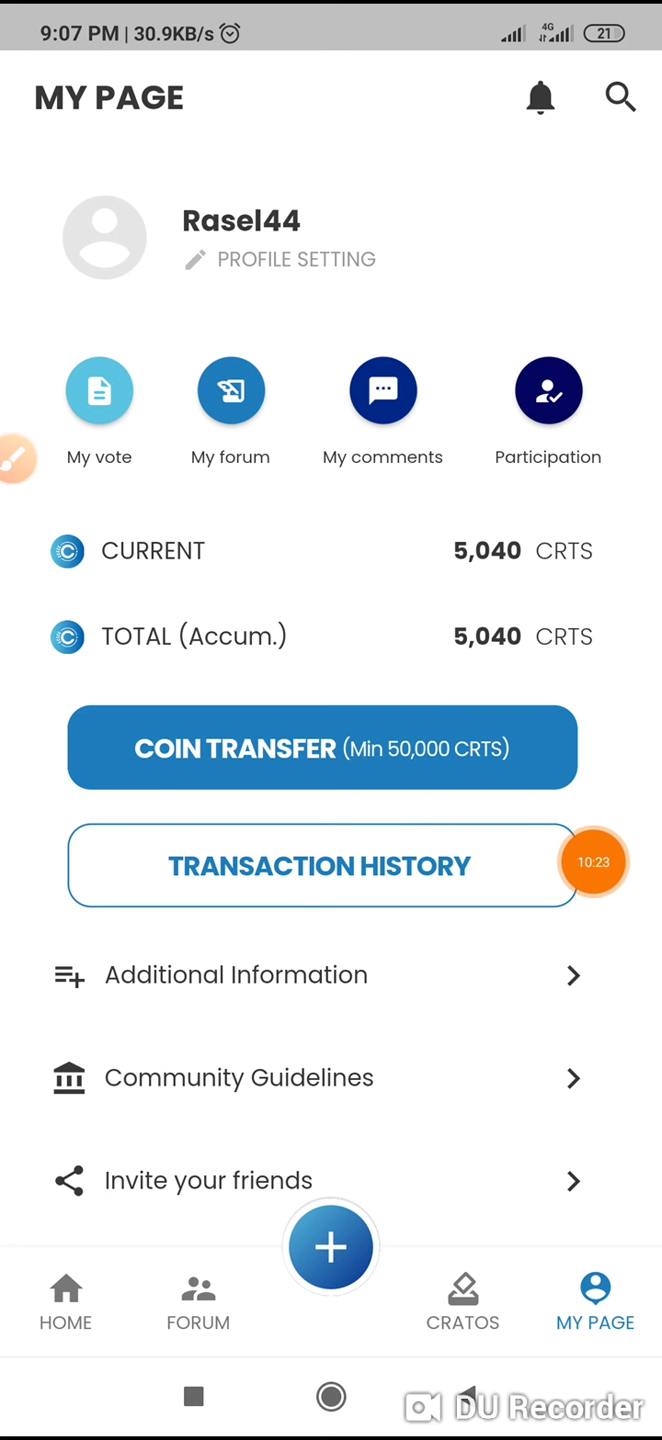 9:07 PM | 30.9KB/s
4G
21
MY PAGE
Rasel44
PROFILE SETTING
My vote
My forum
My comments
Participation
CURRENT 5,040 CRTS
TOTAL (Accum.) 5,040 CRTS
COIN TRANSFER (Min 50,000 CRTS)
TRANSACTION HISTORY
10:23
Additional Information
Community Guidelines
Invite your friends
HOME
FORUM
CRATOS
MY PAGE
DU Recorder